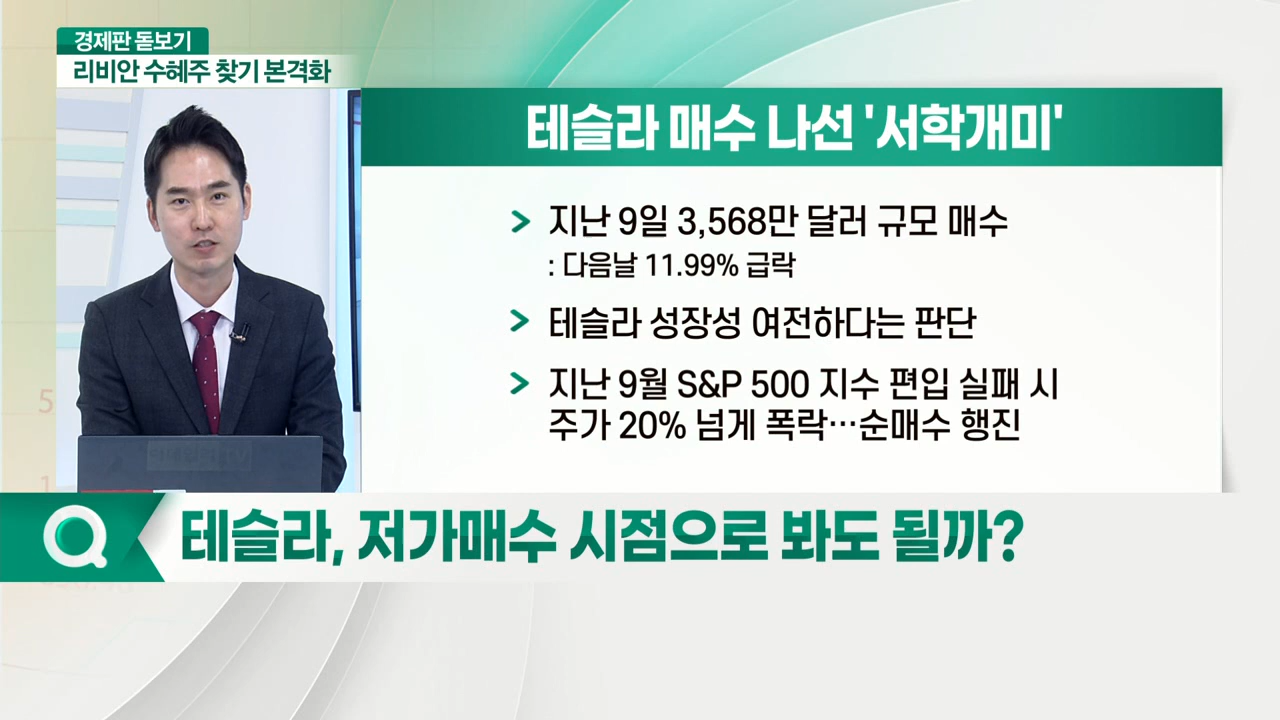 경제판 돋보기
리비안 수혜주 찾기 본격화
테슬라 매수 나선 '서학개미'
> 지난 9일 3,568만 달러 규모 매수
: 다음날 11.99% 급락
> 테슬라 성장성 여전하다는 판단
> 지난 9월 S&P 500 지수 편입 실패 시
주가 20% 넘게 폭락…순매수 행진
5
1
Q 테슬라, 저가매수 시점으로 봐도 될까?